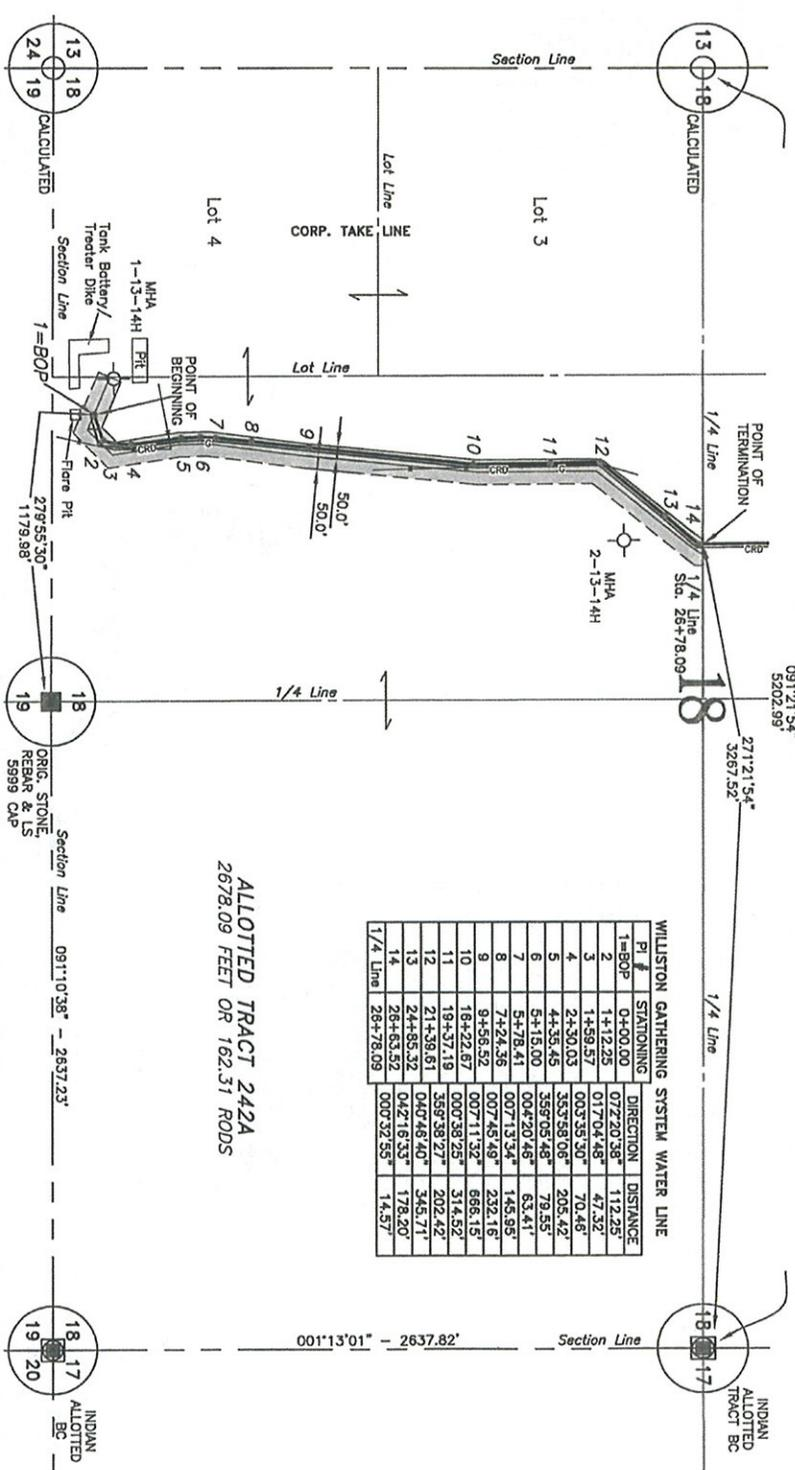 13
18
CALCULATED
Section Line
13
18
24
19
CALCULATED
Lot Line
Lot 3
Lot 4
CORP. TAKE LINE
1/4 Line
Lot Line
Section Line
Tank Battery/
Treater Dike
MHA
1-13-14H
Pit
1=BOP
POINT OF
BEGINNING
Flare Pit
2
3
4
5
6
7
8
9
10
11
12
13
14
CRD
G
CRD
G
CRD
50.0'
50.0'
POINT OF
TERMINATION
MHA
2-13-14H
1/4 Line
Sta. 26+78.09
18
091°21'54"
5202.99'
271°21'54"
3267.52'
279°55'30"
1179.98'
1/4 Line
18
19
ORIG. STONE,
REBAR & LS
5999 CAP
1/4 Line
WILLISTON GATHERING SYSTEM WATER LINE
PI # STATIONING DIRECTION DISTANCE
1=BOP 0+00.00 072°20'38" 112.25'
2 1+12.25 017°04'48" 47.32'
3 1+59.57 003°35'30" 70.46'
4 2+30.03 353°58'06" 205.42'
5 4+35.45 359°05'48" 79.55'
6 5+15.00 004°20'46" 63.41'
7 5+78.41 007°13'34" 145.95'
8 7+24.36 007°45'49" 232.16'
9 9+56.52 007°11'32" 666.15'
10 16+22.67 000°38'25" 314.52'
11 19+37.19 359°38'27" 202.42'
12 21+39.61 040°46'40" 345.71'
13 24+85.32 042°16'33" 178.20'
14 26+63.52 000°32'55" 14.57'
1/4 Line 26+78.09
ALLOTTED TRACT 242A
2678.09 FEET OR 162.31 RODS
Section Line 091°10'38" - 2637.23'
001°13'01" - 2637.82'
Section Line
18
17
INDIAN
ALLOTTED
TRACT BC
18
17
19
20
INDIAN
ALLOTTED
BC